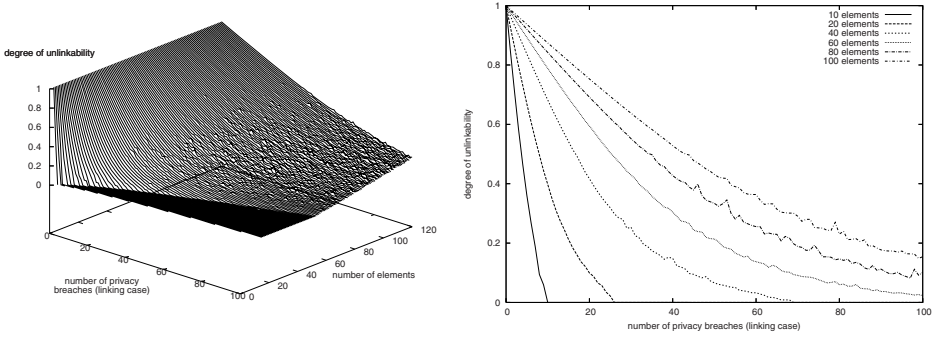 degree of unlinkability
1
0.8
0.6
0.4
0.2
0
0
20
40
60
80
100
number of privacy
breaches (linking case)
0
20
40
60
80
100
120
number of elements
1
0.8
0.6
0.4
0.2
0
degree of unlinkability
10 elements
20 elements
40 elements
60 elements
80 elements
100 elements
0
20
40
60
80
100
number of privacy breaches (linking case)